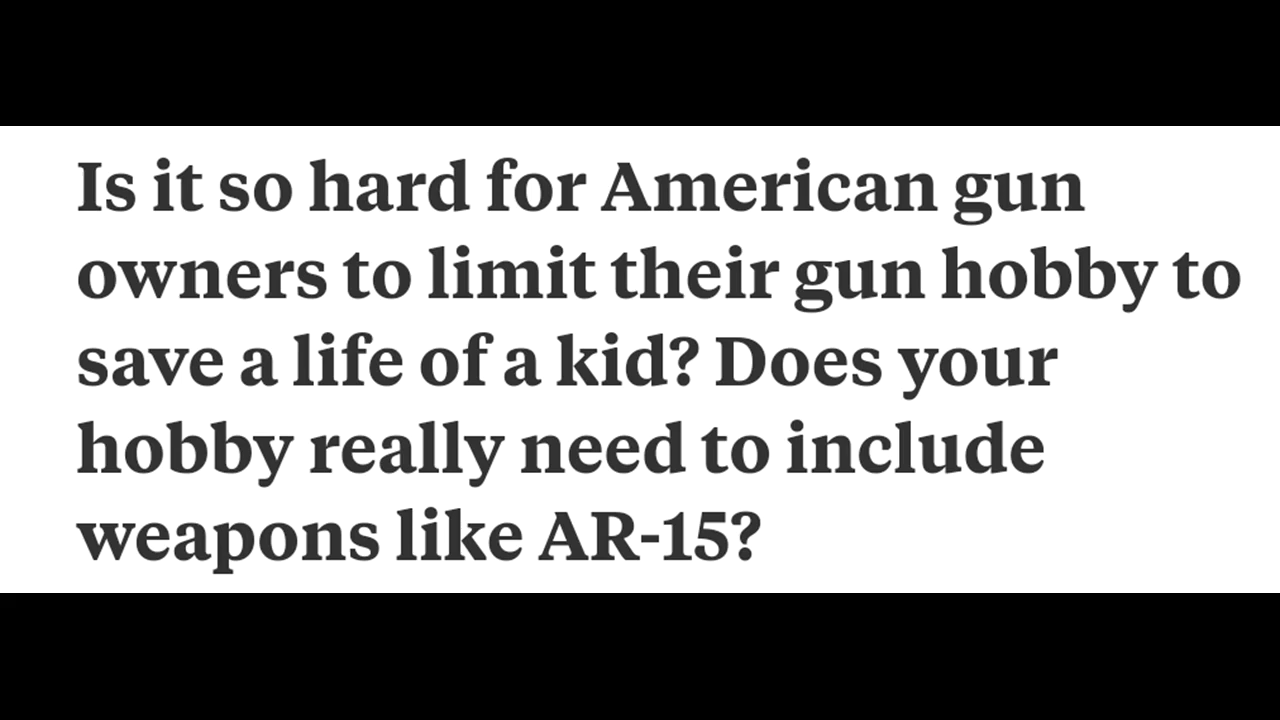 Is it so hard for American gun
owners to limit their gun hobby to
save a life of a kid? Does your
hobby really need to include
weapons like AR-15?